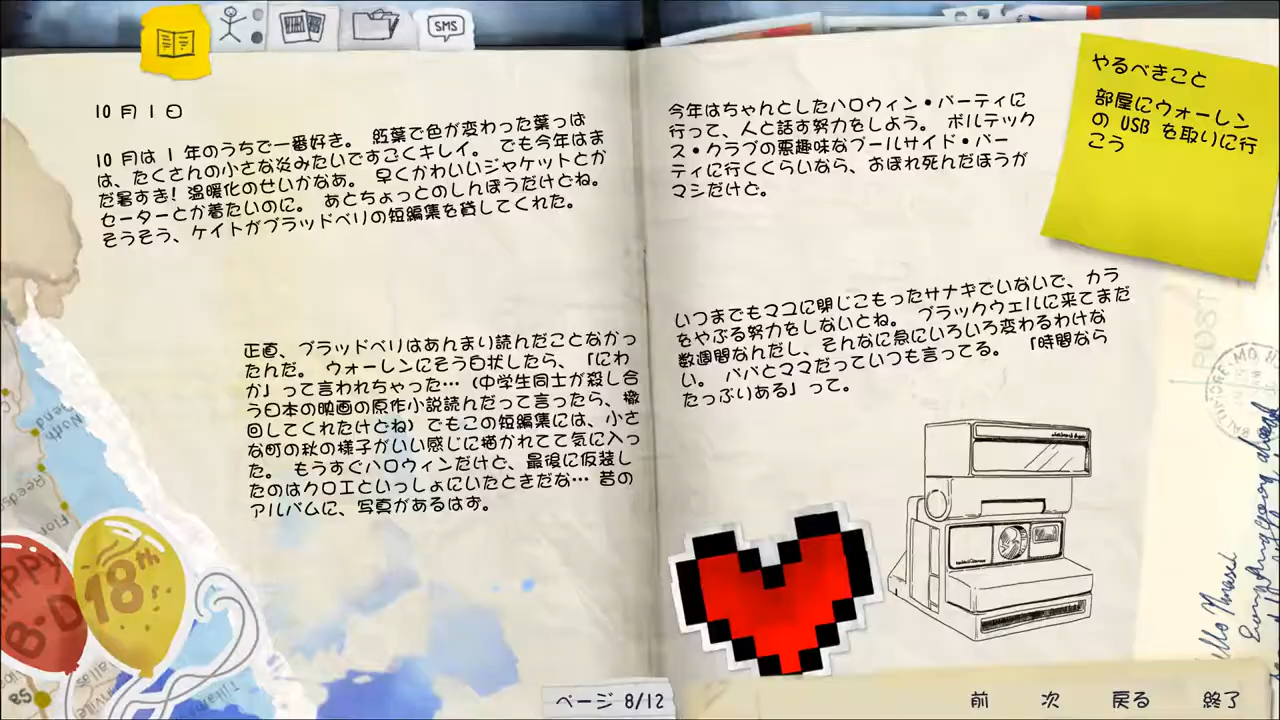 SMS
10月1日
10月は1年のうちで一番好き。 紅葉で色が変わった葉っぱ
は、たくさんの小さな炎みたいですごくキレイ。 でも今年はま
だ暑すき! 温暖化のせいかなあ。 早くかわいいジャケットとか
セーターとか着たいのに。 あとちょっとのしんぼうだけどね。
そうそう、ケイトがブラッドベリの短編集を貸してくれた。
正直、ブラッドベリはあんまり読んだことなかっ
たんだ。 ウォーレンにそう白状したら、「にわ
か」って言われちゃった…（中学生同士が殺し合
う日本の映画の原作小説読んだって言ったら、撤
回してくれたけどね）でもこの短編集には、小さ
な町の秋の様子がいい感じに描かれてて気に入っ
た。 もうすぐハロウィンだけど、最後に仮装し
たのはクロエといっしょにいたときだな… 昔の
アルバムに、写真があるはず。
今年はちゃんとしたハロウィン・パーティに
行って、人と話す努力をしよう。 ボルテック
ス・クラブの悪趣味なプールサイド・パー
ティに行くくらいなら、おぼれ死んだほうが
マシだけど。
いつまでもマユに閉じこもったサナギでいないで、カラ
をやぶる努力をしないとね。 ブラックウェルに来てまだ
数週間なんだし、そんなに急にいろいろ変わるわけな
い。 パパとママだっていつも言ってる。 「時間なら
たっぷりある」って。
やるべきこと
部屋にウォーレン
の USB を取りに行
こう
POST
North
Bend
Reedsp
HAPPY
B-D
18th
ページ 8/12
前 次 戻る 終了